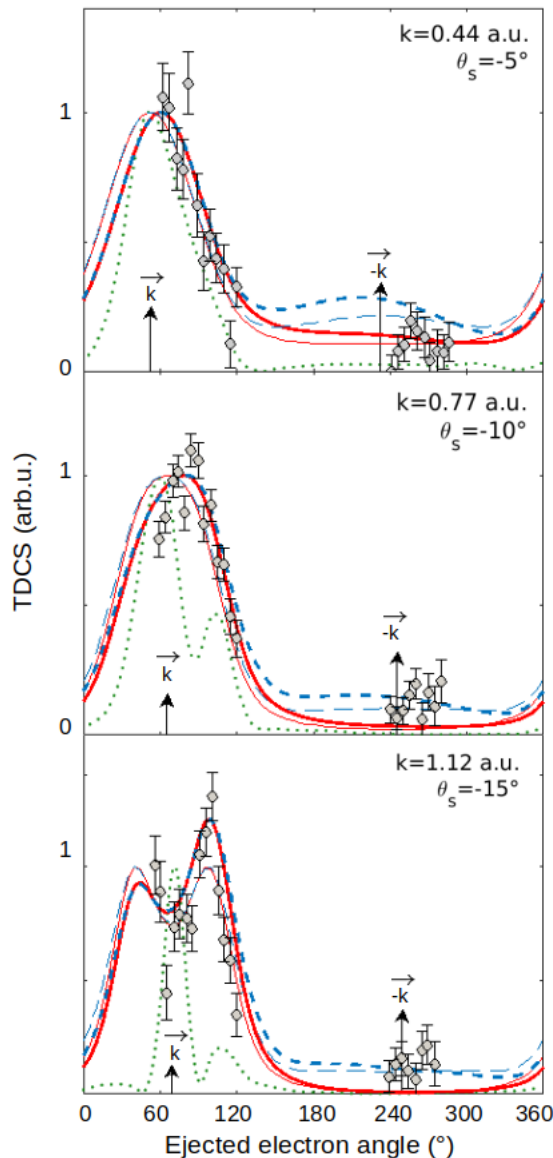 k=0.44 a.u.
θs=-5°
1
k
-k
0
k=0.77 a.u.
θs=-10°
1
TDCS (arb.u.)
k
-k
0
k=1.12 a.u.
θs=-15°
1
k
-k
0 60 120 180 240 300 360
Ejected electron angle (°)